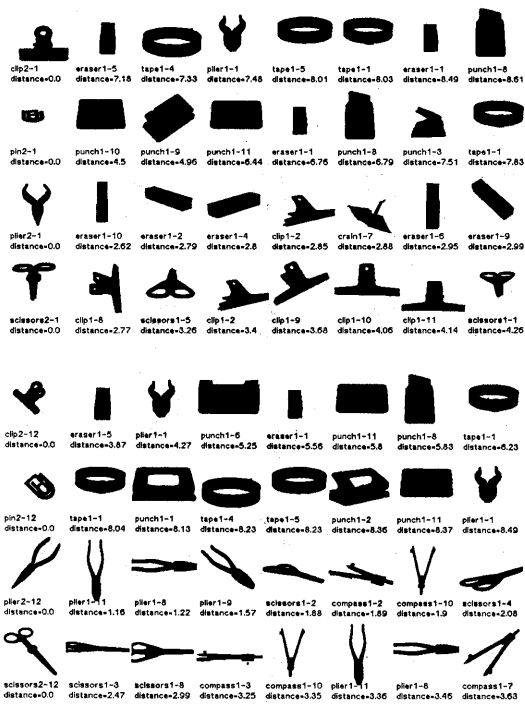 clip2-1 eraser1-5 tape1-4 plier1-1 tape1-5 tape1-1 eraser1-1 punch1-8
distance=0.0 distance=7.18 distance=7.33 distance=7.48 distance=8.01 distance=8.03 distance=8.49 distance=8.61
pin2-1 punch1-10 punch1-9 punch1-11 eraser1-1 punch1-8 punch1-3 tape1-1
distance=0.0 distance=4.5 distance=4.96 distance=6.44 distance=6.76 distance=6.79 distance=7.51 distance=7.83
plier2-1 eraser1-10 eraser1-2 eraser1-4 clip1-2 crain1-7 eraser1-6 eraser1-9
distance=0.0 distance=2.62 distance=2.79 distance=2.8 distance=2.85 distance=2.88 distance=2.95 distance=2.99
scissors2-1 clip1-8 scissors1-5 clip1-2 clip1-9 clip1-10 clip1-11 scissors1-1
distance=0.0 distance=2.77 distance=3.26 distance=3.4 distance=3.68 distance=4.06 distance=4.14 distance=4.26
clip2-12 eraser1-5 plier1-1 punch1-6 eraser1-1 punch1-11 punch1-8 tape1-1
distance=0.0 distance=3.87 distance=4.27 distance=5.25 distance=5.56 distance=5.8 distance=5.83 distance=6.23
pin2-12 tape1-1 punch1-1 tape1-4 tape1-5 punch1-2 punch1-11 plier1-1
distance=0.0 distance=8.04 distance=8.13 distance=8.23 distance=8.23 distance=8.36 distance=8.37 distance=8.49
plier2-12 plier1-11 plier1-8 plier1-9 scissors1-2 compass1-2 compass1-10 scissors1-4
distance=0.0 distance=1.16 distance=1.22 distance=1.57 distance=1.88 distance=1.89 distance=1.9 distance=2.08
scissors2-12 scissors1-3 scissors1-8 compass1-3 compass1-10 plier1-11 plier1-8 compass1-7
distance=0.0 distance=2.47 distance=2.99 distance=3.25 distance=3.35 distance=3.36 distance=3.46 distance=3.63